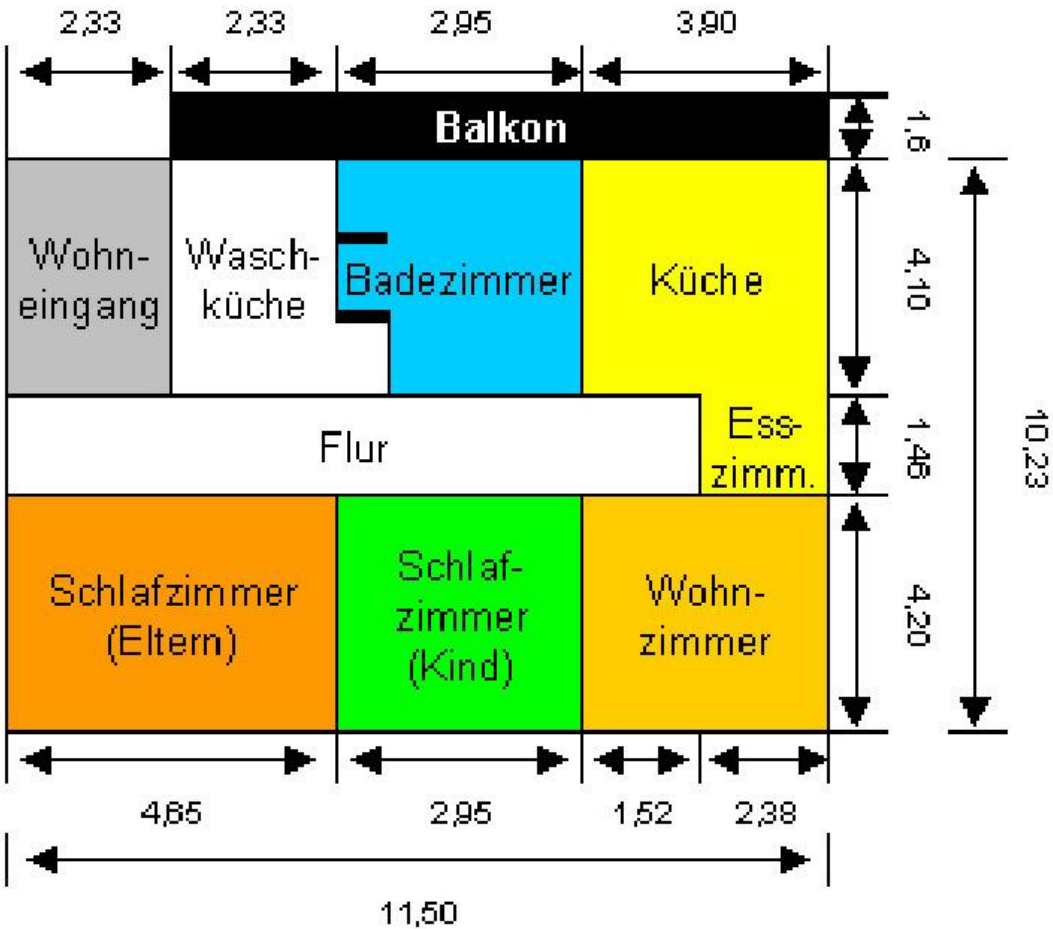 2,33 2,33 2,95 3,90
Balkon
1,6
Wohn-
eingang
Wasch-
küche
Badezimmer
Küche
4,10
Flur
Ess-
zimm.
1,46
10,23
Schlafzimmer
(Eltern)
Schlaf-
zimmer
(Kind)
Wohn-
zimmer
4,20
4,65 2,95 1,52 2,38
11,50